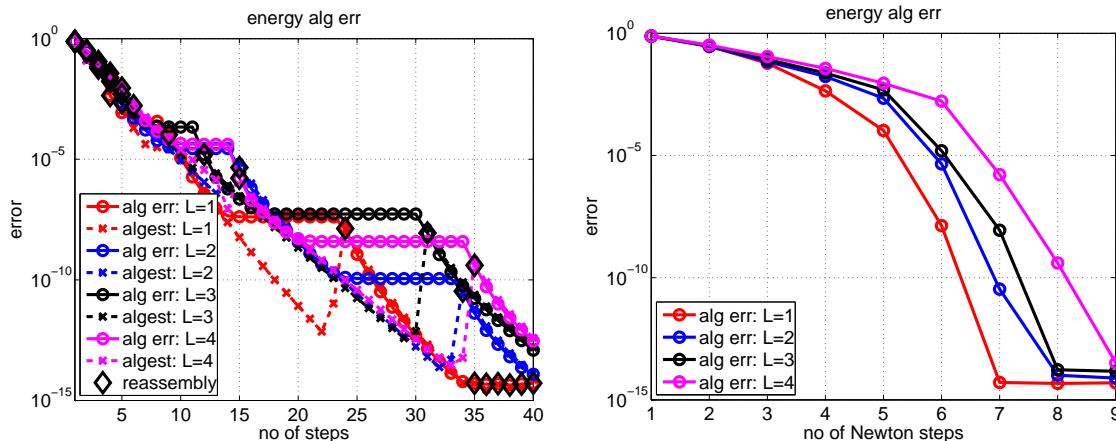 energy alg err
10^0
10^-5
10^-10
10^-15
error
5 10 15 20 25 30 35 40
no of steps
alg err: L=1
algest: L=1
alg err: L=2
algest: L=2
alg err: L=3
algest: L=3
alg err: L=4
algest: L=4
reassembly
energy alg err
10^0
10^-5
10^-10
10^-15
error
1 2 3 4 5 6 7 8 9
no of Newton steps
alg err: L=1
alg err: L=2
alg err: L=3
alg err: L=4